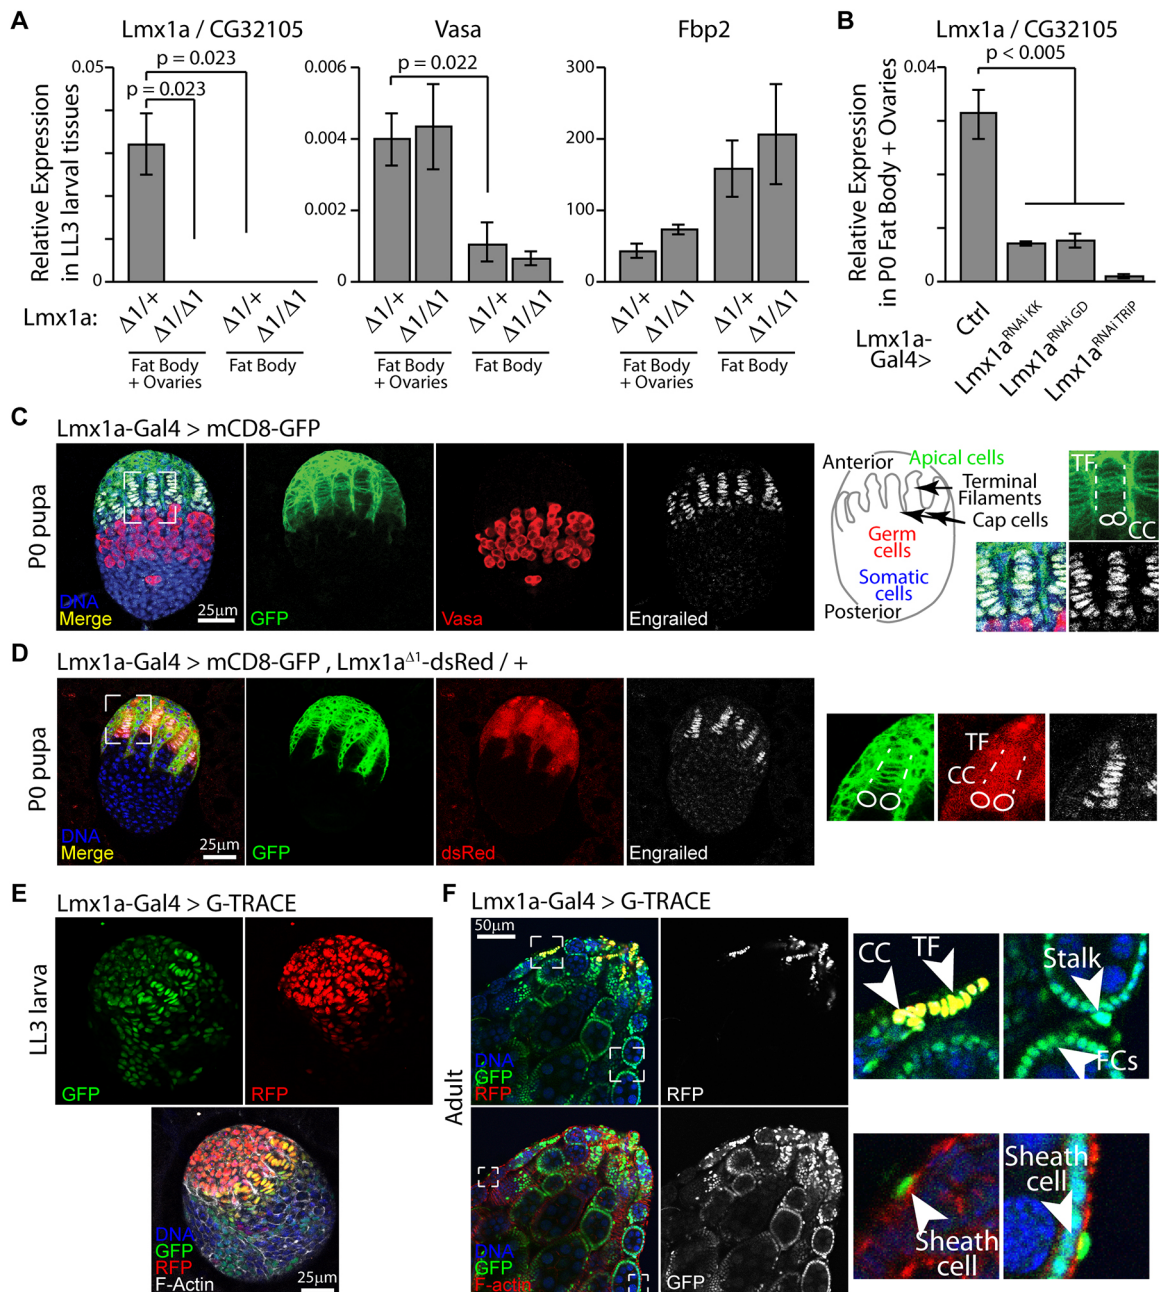 A
Lmx1a / CG32105
Vasa
Fbp2
B
Lmx1a / CG32105
Relative Expression
in LL3 larval tissues
0.05
0
p = 0.023
p = 0.023
0.006
0.004
0.002
0
p = 0.022
300
200
100
0
Relative Expression
in P0 Fat Body + Ovaries
0.04
0
p < 0.005
Lmx1a:
Δ1/+
Δ1/Δ1
Δ1/+
Δ1/Δ1
Δ1/+
Δ1/Δ1
Δ1/+
Δ1/Δ1
Δ1/+
Δ1/Δ1
Δ1/+
Δ1/Δ1
Fat Body
+ Ovaries
Fat Body
Fat Body
+ Ovaries
Fat Body
Fat Body
+ Ovaries
Fat Body
Lmx1a-
Gal4>
Ctrl
Lmx1aRNAi KK
Lmx1aRNAi GD
Lmx1aRNAi TRiP
C
Lmx1a-Gal4 > mCD8-GFP
P0 pupa
DNA
Merge
25μm
GFP
Vasa
Engrailed
Anterior
Apical cells
Terminal
Filaments
Cap cells
Germ
cells
Somatic
cells
Posterior
TF
CC
D
Lmx1a-Gal4 > mCD8-GFP , Lmx1aΔ1-dsRed / +
P0 pupa
DNA
Merge
25μm
GFP
dsRed
Engrailed
TF
CC
E
Lmx1a-Gal4 > G-TRACE
LL3 larva
GFP
RFP
DNA
GFP
RFP
F-Actin
25μm
F
Lmx1a-Gal4 > G-TRACE
Adult
50μm
DNA
GFP
RFP
RFP
DNA
GFP
F-actin
GFP
CC
TF
Stalk
FCs
Sheath
cell
Sheath
cell